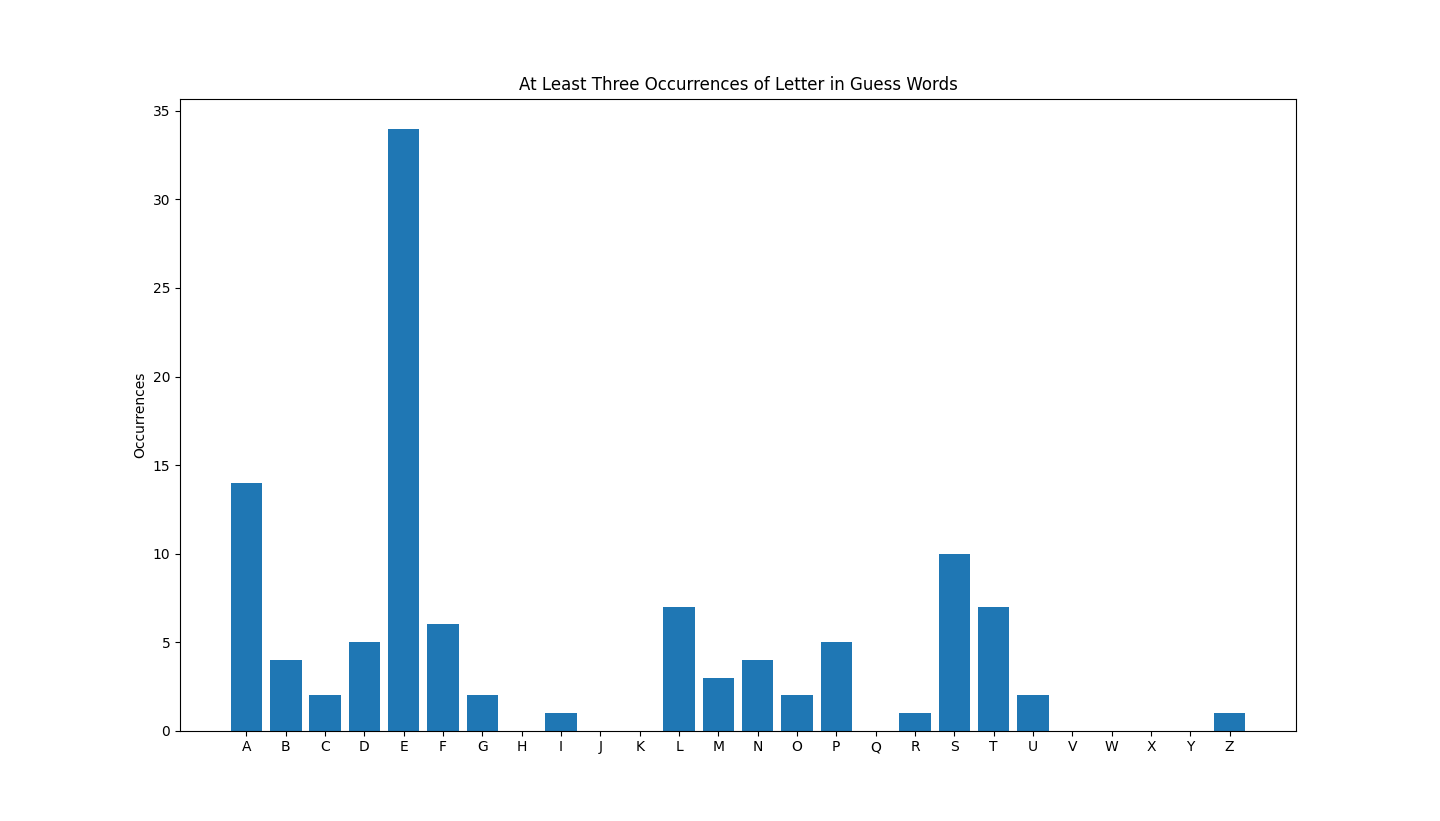 At Least Three Occurrences of Letter in Guess Words
Occurrences
35
30
25
20
15
10
5
0
A B C D E F G H I J K L M N O P Q R S T U V W X Y Z